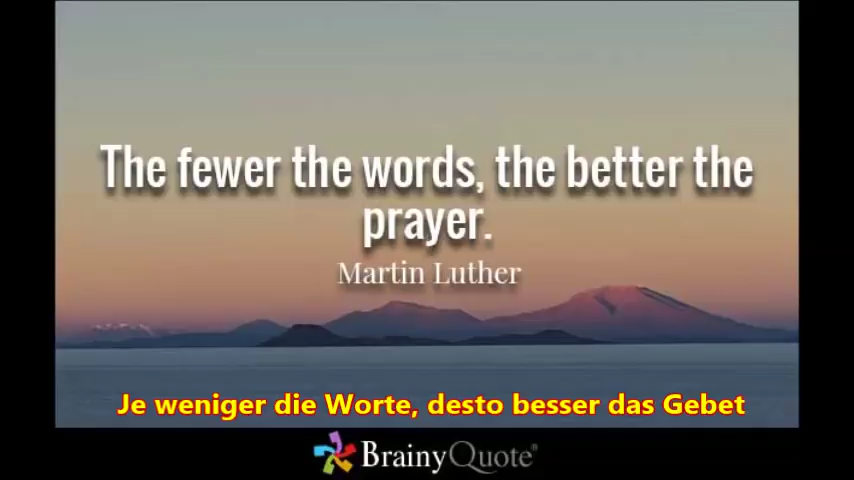 The fewer the words, the better the
prayer.
Martin Luther
Je weniger die Worte, desto besser das Gebet
BrainyQuote®